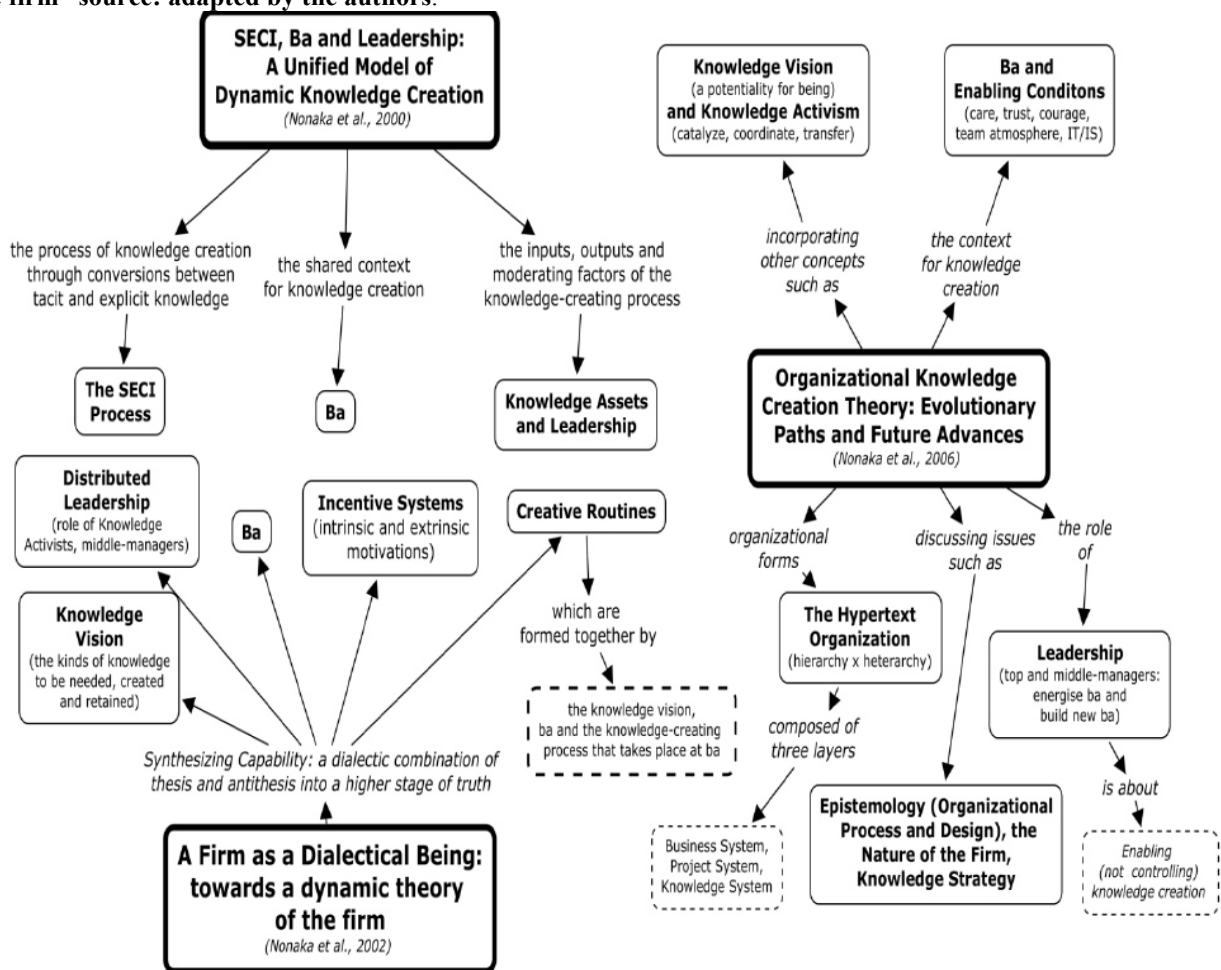 firm" source: adapted by the authors.
SECI, Ba and Leadership:
A Unified Model of
Dynamic Knowledge Creation
(Nonaka et al., 2000)
the process of knowledge creation
through conversions between
tacit and explicit knowledge
the shared context
for knowledge creation
the inputs, outputs and
moderating factors of the
knowledge-creating process
The SECI
Process
Ba
Knowledge Assets
and Leadership
Distributed
Leadership
(role of Knowledge
Activists, middle-managers)
Ba
Incentive Systems
(intrinsic and extrinsic
motivations)
Creative Routines
Knowledge
Vision
(the kinds of knowledge
to be needed, created
and retained)
which are
formed together by
the knowledge vision,
ba and the knowledge-creating
process that takes place at ba
Synthesizing Capability: a dialectic combination of
thesis and antithesis into a higher stage of truth
A Firm as a Dialectical Being:
towards a dynamic theory
of the firm
(Nonaka et al., 2002)
Knowledge Vision
(a potentiality for being)
and Knowledge Activism
(catalyze, coordinate, transfer)
Ba and
Enabling Conditons
(care, trust, courage,
team atmosphere, IT/IS)
incorporating
other concepts
such as
the context
for knowledge
creation
Organizational Knowledge
Creation Theory: Evolutionary
Paths and Future Advances
(Nonaka et al., 2006)
organizational
forms
discussing issues
such as
the role
of
The Hypertext
Organization
(hierarchy x heterarchy)
Leadership
(top and middle-managers:
energise ba and
build new ba)
composed of
three layers
is about
Business System,
Project System,
Knowledge System
Epistemology (Organizational
Process and Design), the
Nature of the Firm,
Knowledge Strategy
Enabling
(not controlling)
knowledge creation